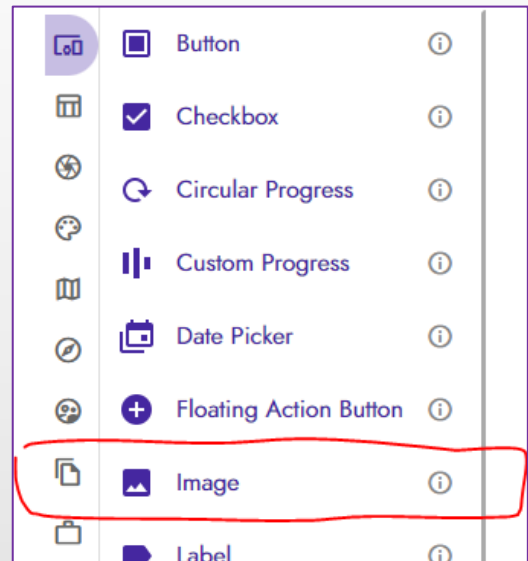 Button
Checkbox
Circular Progress
Custom Progress
Date Picker
Floating Action Button
Image
Label